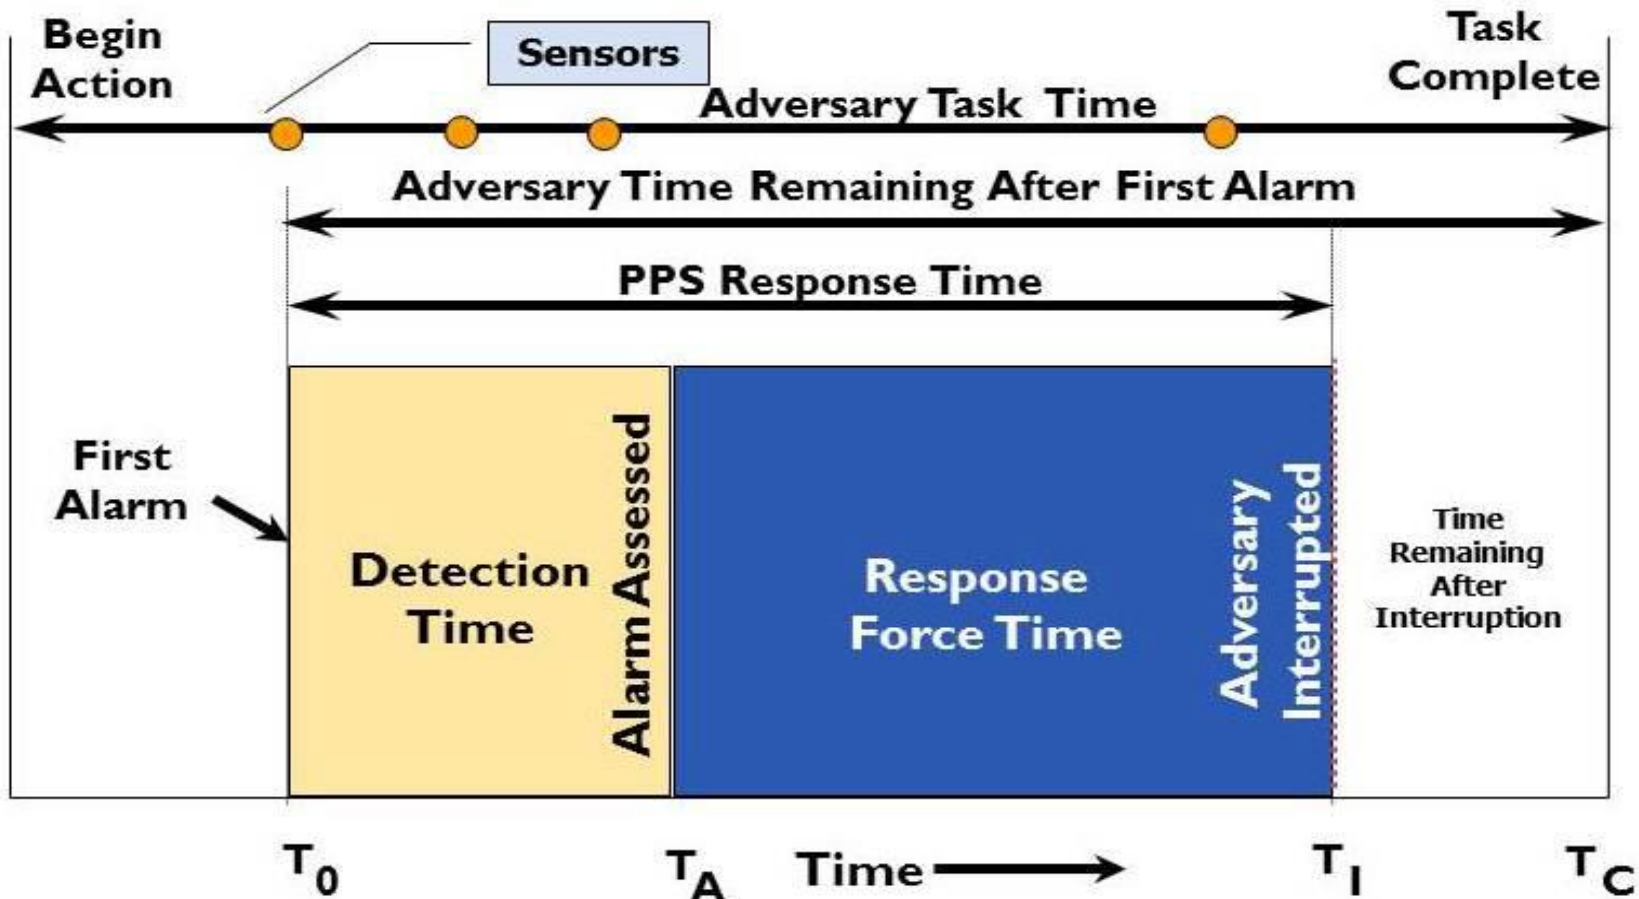 Begin
Action
Sensors
Task
Complete
Adversary Task Time
Adversary Time Remaining After First Alarm
PPS Response Time
First
Alarm
Detection
Time
Alarm Assessed
Response
Force Time
Adversary
Interrupted
Time
Remaining
After
Interruption
T0
TA
Time
TI
TC